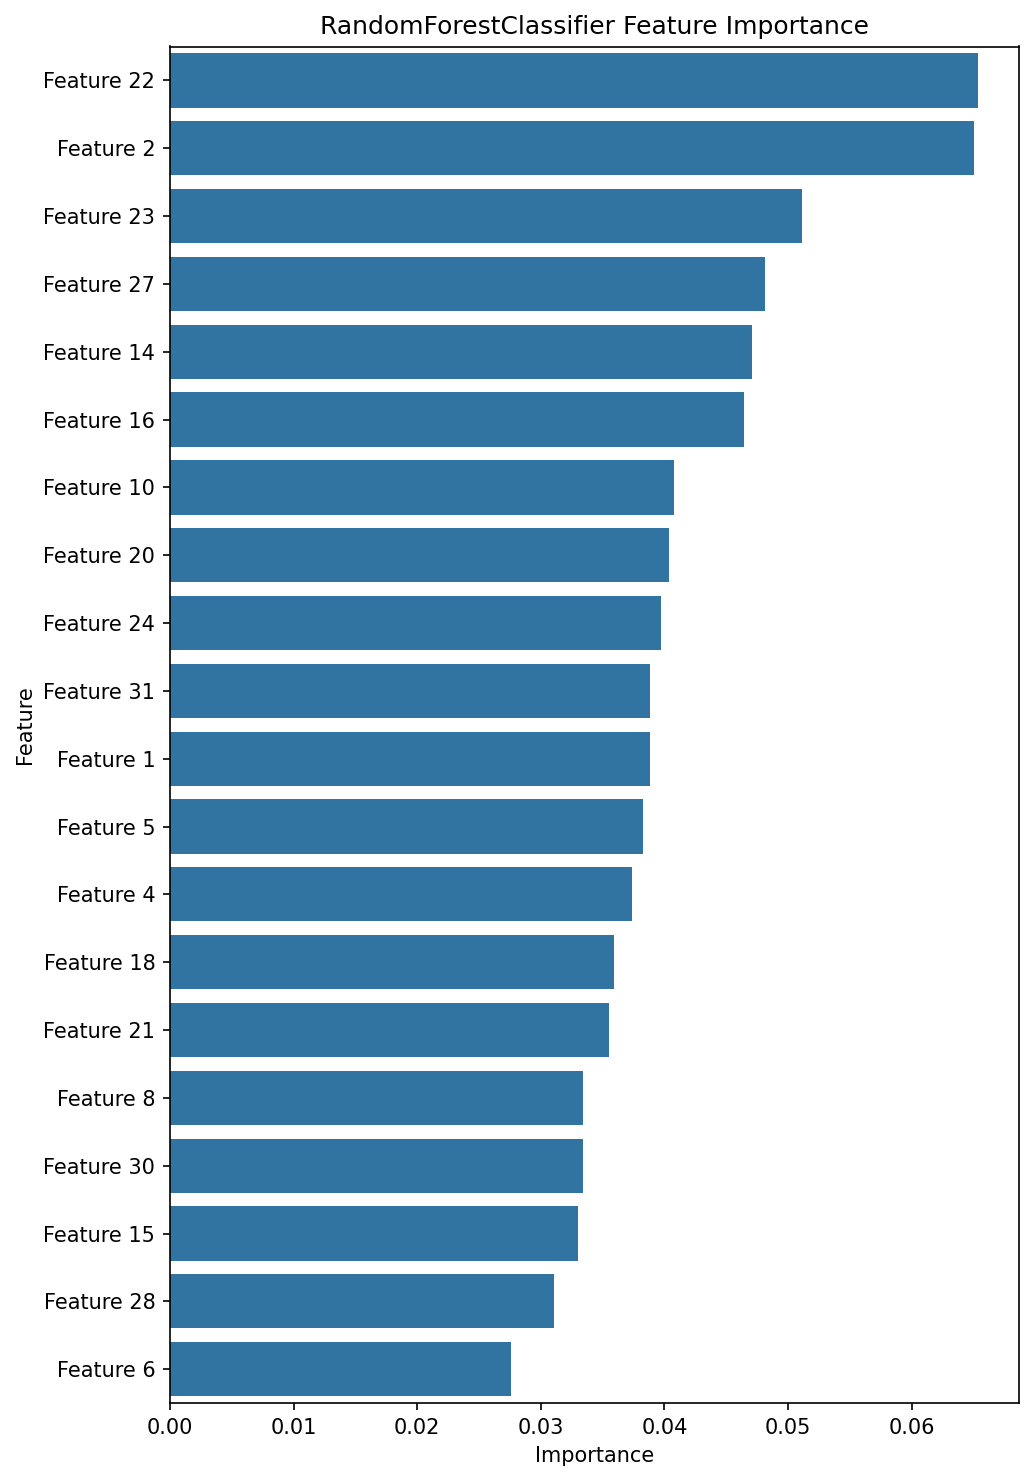 RandomForestClassifier Feature Importance
Feature 22
Feature 2
Feature 23
Feature 27
Feature 14
Feature 16
Feature 10
Feature 20
Feature 24
Feature 31
Feature 1
Feature 5
Feature 4
Feature 18
Feature 21
Feature 8
Feature 30
Feature 15
Feature 28
Feature 6
Feature
0.00 0.01 0.02 0.03 0.04 0.05 0.06
Importance